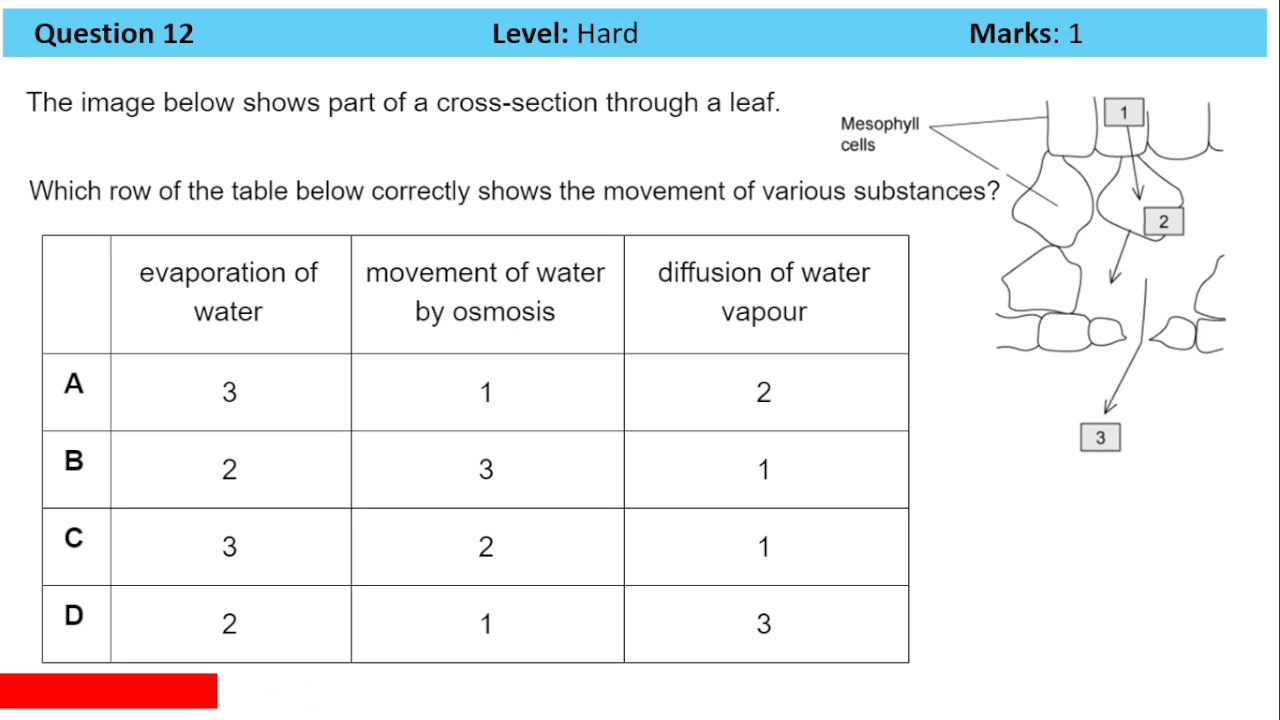 Question 12 Level: Hard Marks: 1
The image below shows part of a cross-section through a leaf.
Mesophyll
cells
1
2
3
Which row of the table below correctly shows the movement of various substances?
evaporation of water movement of water by osmosis diffusion of water vapour
A 3 1 2
B 2 3 1
C 3 2 1
D 2 1 3